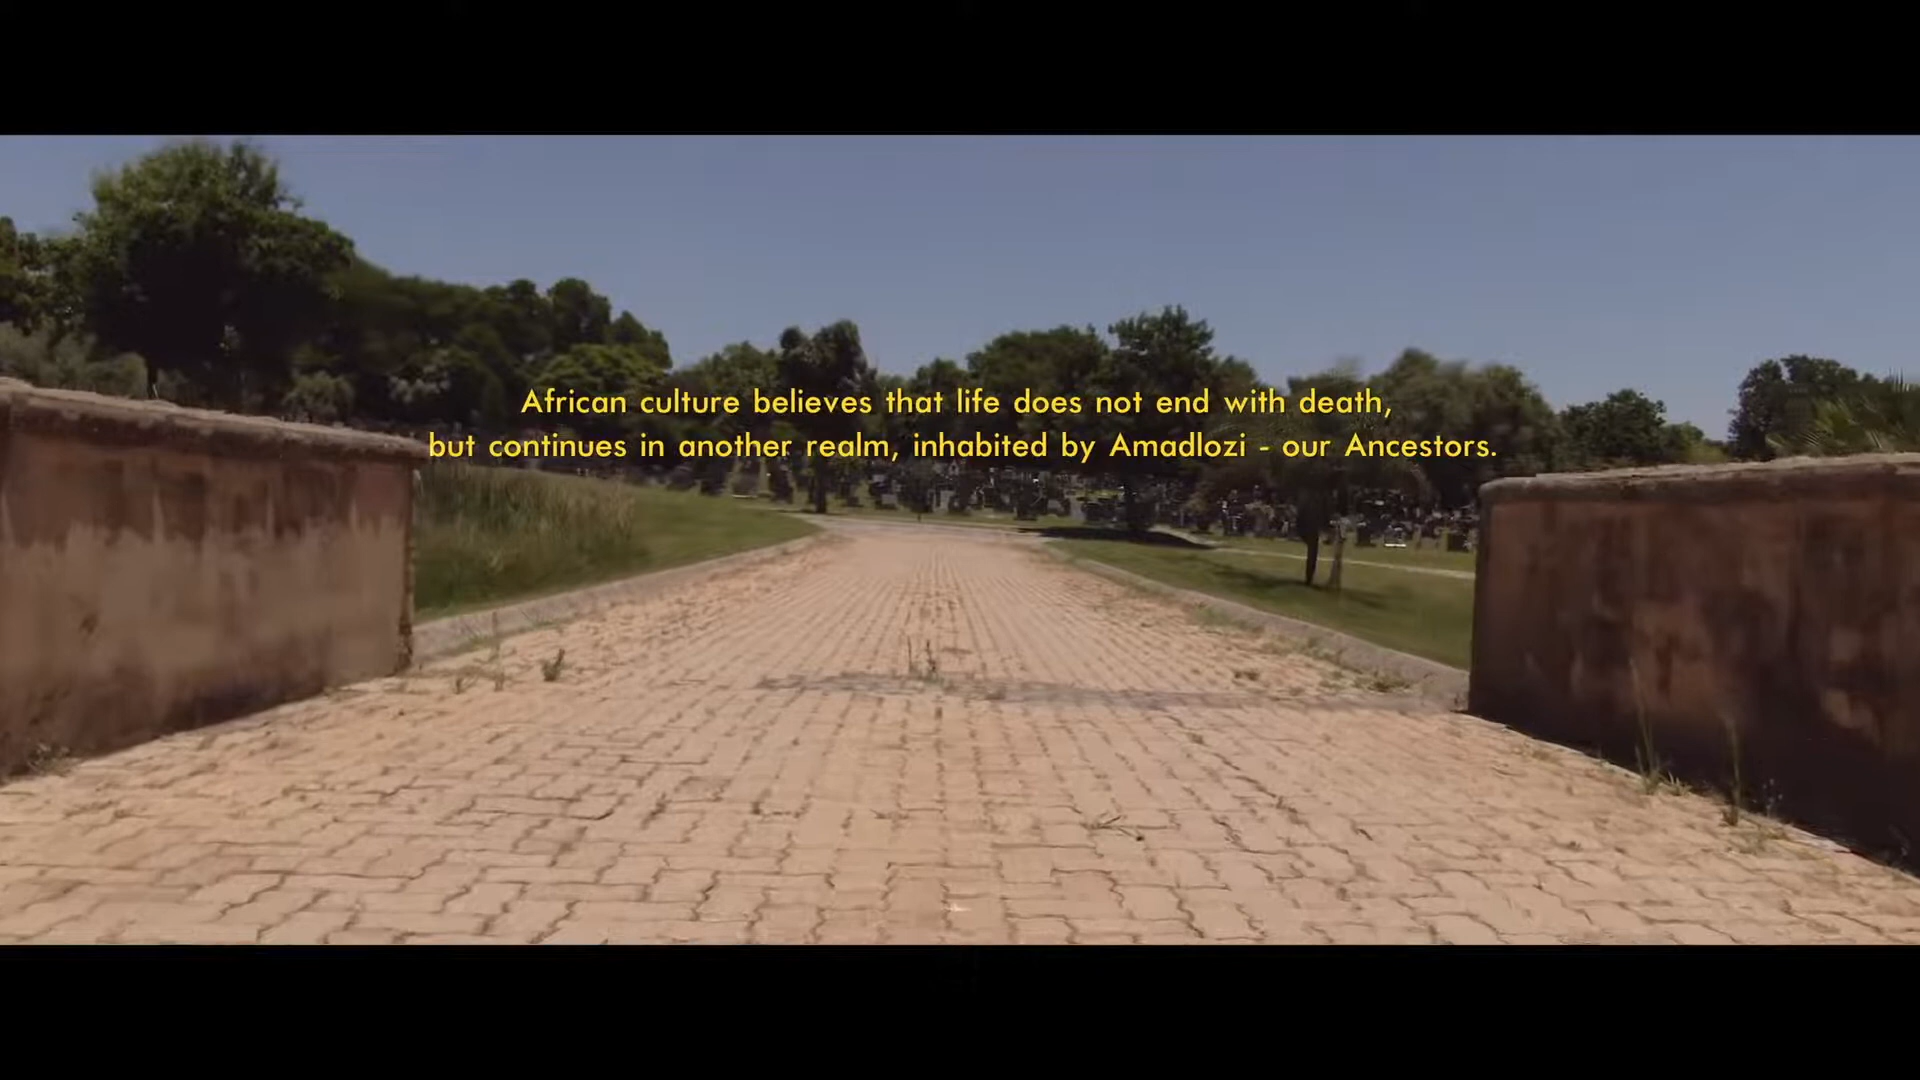 African culture believes that life does not end with death,
but continues in another realm, inhabited by Amadlozi - our Ancestors.